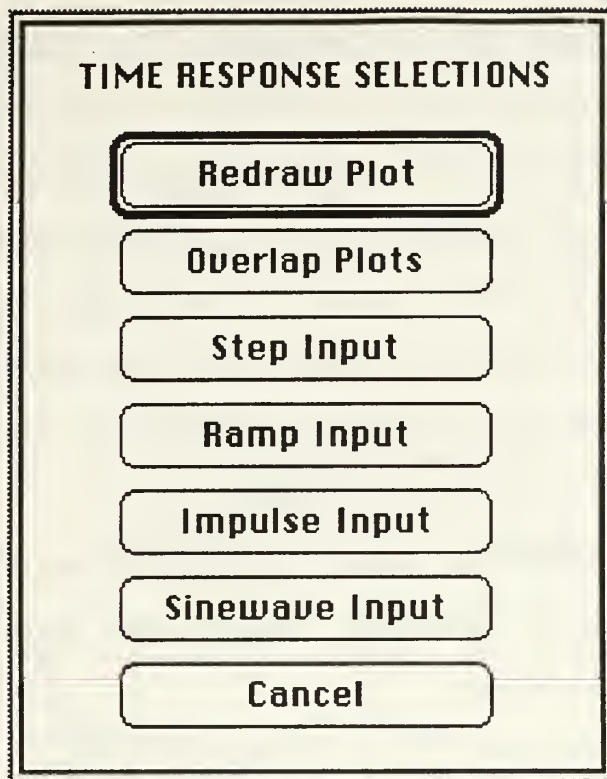 TIME RESPONSE SELECTIONS
Redraw Plot
Overlap Plots
Step Input
Ramp Input
Impulse Input
Sinewave Input
Cancel